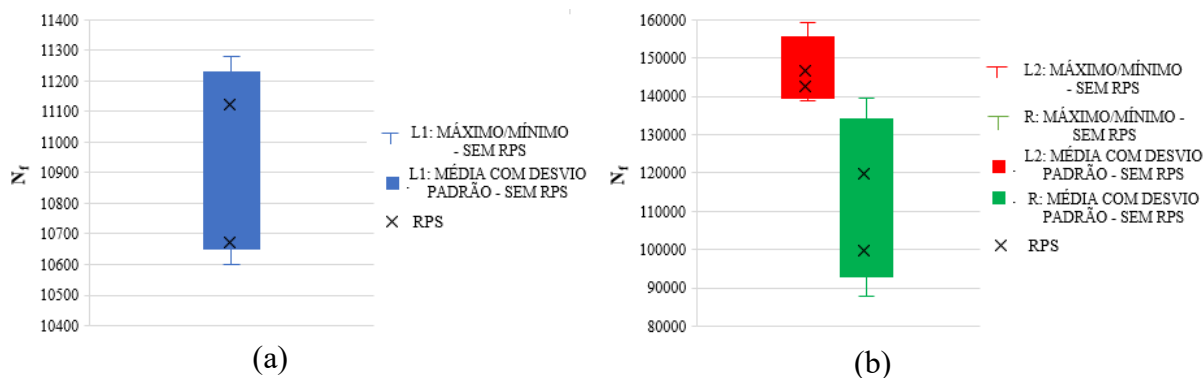 11400
11300
11200
11100
11000
10900
10800
10700
10600
10500
10400
N_f
L1: MÁXIMO/MÍNIMO
- SEM RPS
L1: MÉDIA COM DESVIO
PADRÃO - SEM RPS
RPS
(a)
160000
150000
140000
130000
120000
110000
100000
90000
80000
N_f
L2: MÁXIMO/MÍNIMO
- SEM RPS
R: MÁXIMO/MÍNIMO -
SEM RPS
L2: MÉDIA COM DESVIO
PADRÃO - SEM RPS
R: MÉDIA COM DESVIO
PADRÃO - SEM RPS
RPS
(b)